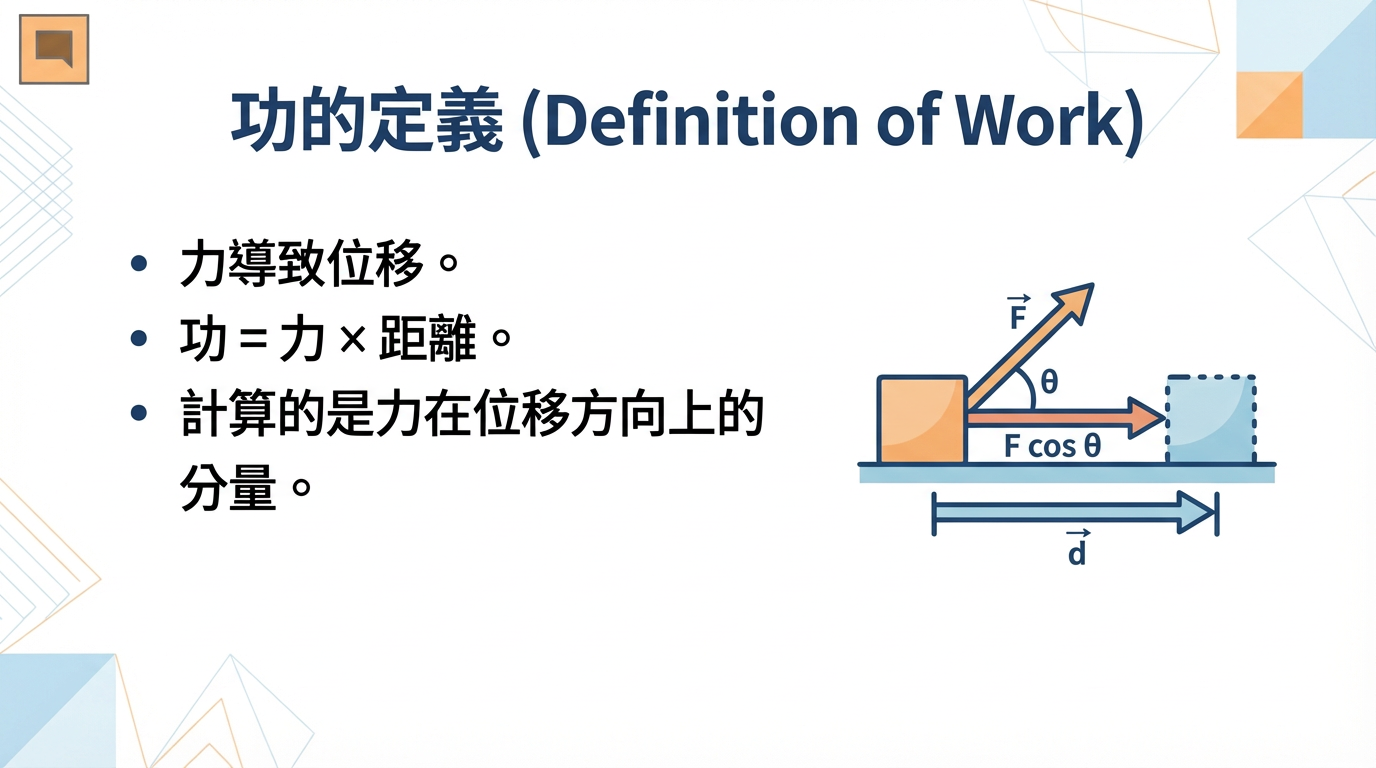 功的定義 (Definition of Work)
• 力導致位移。
• 功 = 力 × 距離。
• 計算的是力在位移方向上的
分量。
F⃗
θ
F cos θ
d⃗